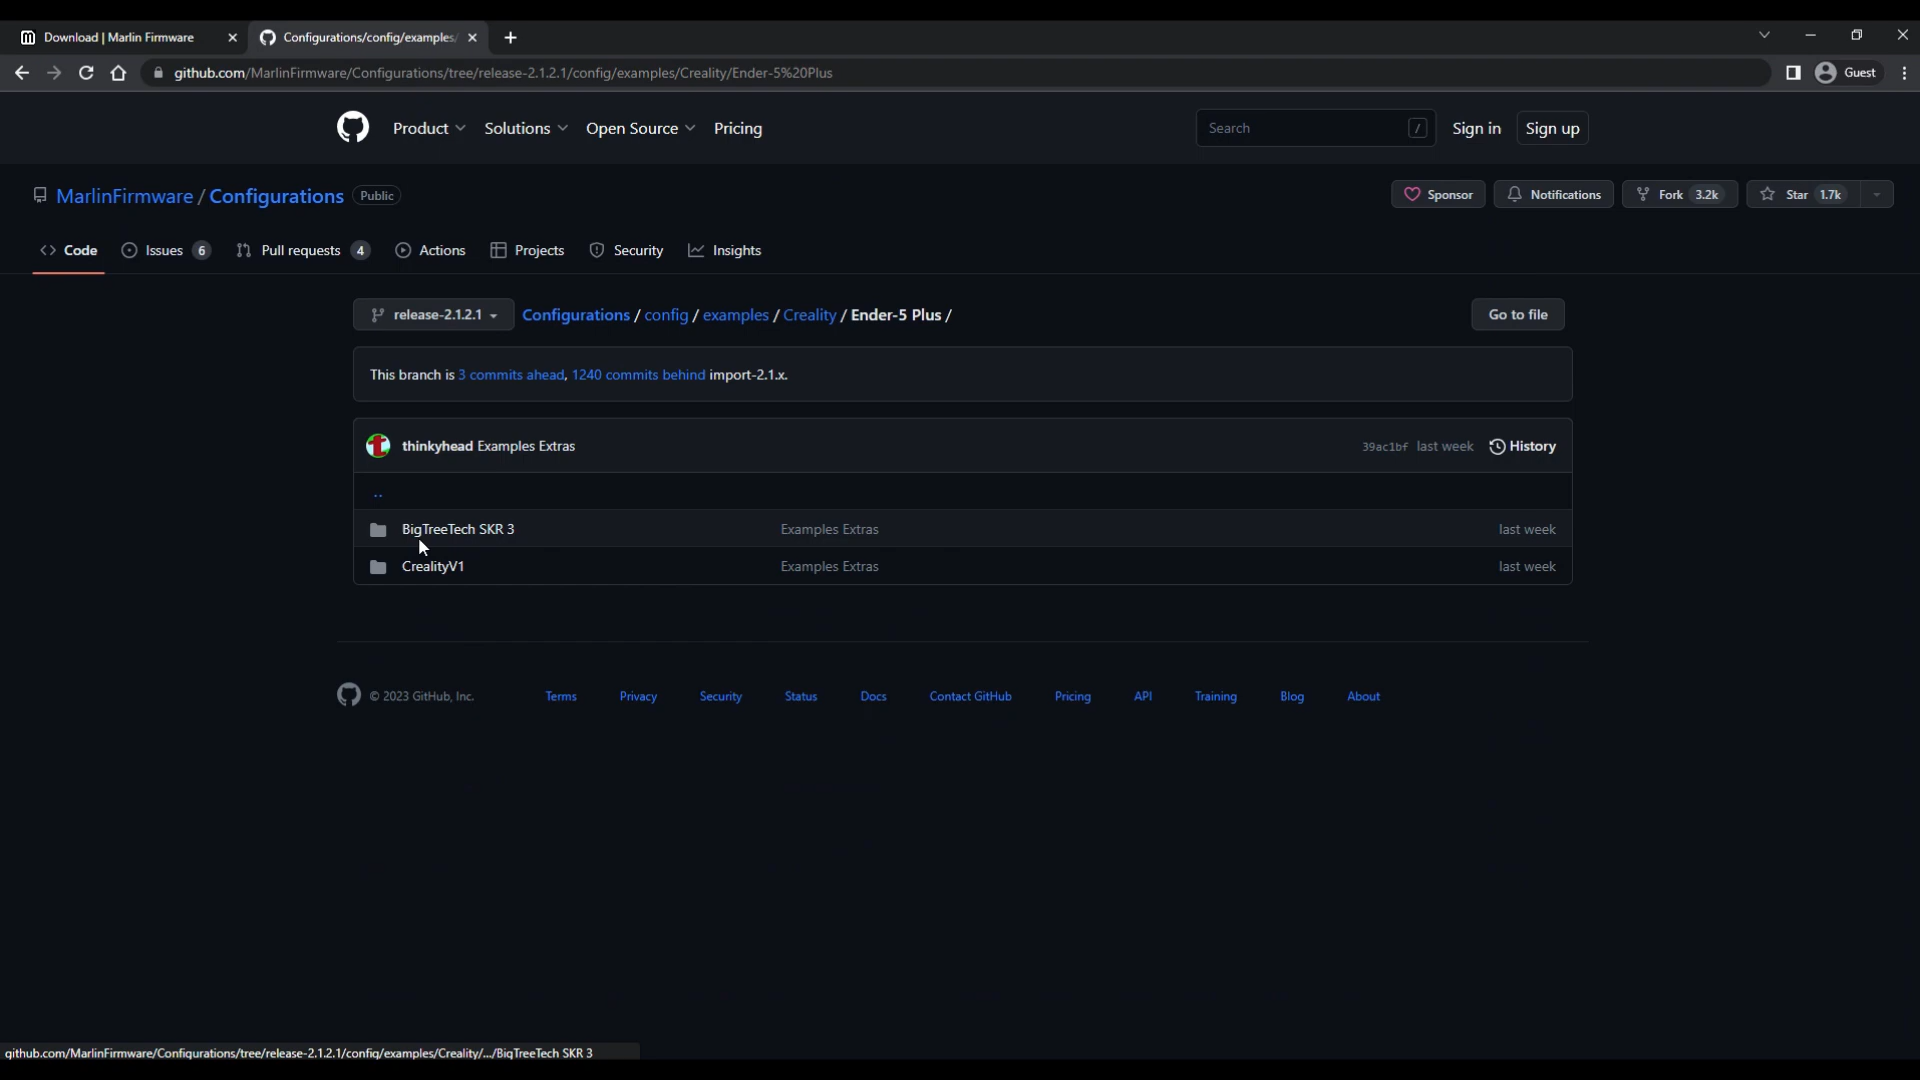 Download | Marlin Firmware
Configurations/config/examples/
github.com/MarlinFirmware/Configurations/tree/release-2.1.2.1/config/examples/Creality/Ender-5%20Plus
Guest
Product
Solutions
Open Source
Pricing
Search
/
Sign in
Sign up
MarlinFirmware / Configurations
Public
Sponsor
Notifications
Fork 3.2k
Star 1.7k
Code
Issues 6
Pull requests 4
Actions
Projects
Security
Insights
release-2.1.2.1
Configurations / config / examples / Creality / Ender-5 Plus /
Go to file
This branch is 3 commits ahead, 1240 commits behind import-2.1.x.
thinkyhead Examples Extras
39ac1bf last week
History
..
BigTreeTech SKR 3
Examples Extras
last week
CrealityV1
Examples Extras
last week
© 2023 GitHub, Inc.
Terms
Privacy
Security
Status
Docs
Contact GitHub
Pricing
API
Training
Blog
About
github.com/MarlinFirmware/Configurations/tree/release-2.1.2.1/config/examples/Creality/.../BigTreeTech SKR 3